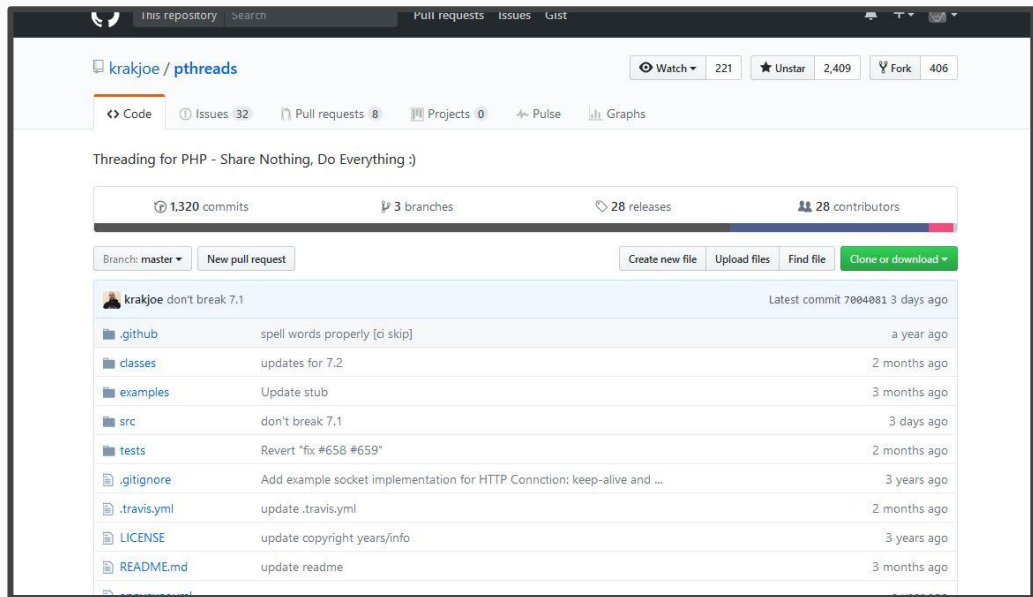 This repository Search Pull requests Issues Gist
krakjoe / pthreads Watch 221 Unstar 2,409 Fork 406
Code Issues 32 Pull requests 8 Projects 0 Pulse Graphs
Threading for PHP - Share Nothing, Do Everything :)
1,320 commits 3 branches 28 releases 28 contributors
Branch: master New pull request Create new file Upload files Find file Clone or download
krakjoe don't break 7.1 Latest commit 7004081 3 days ago
.github spell words properly [ci skip] a year ago
classes updates for 7.2 2 months ago
examples Update stub 3 months ago
src don't break 7.1 3 days ago
tests Revert "fix #658 #659" 2 months ago
.gitignore Add example socket implementation for HTTP Connction: keep-alive and ... 3 years ago
.travis.yml update .travis.yml 2 months ago
LICENSE update copyright years/info 3 years ago
README.md update readme 3 months ago